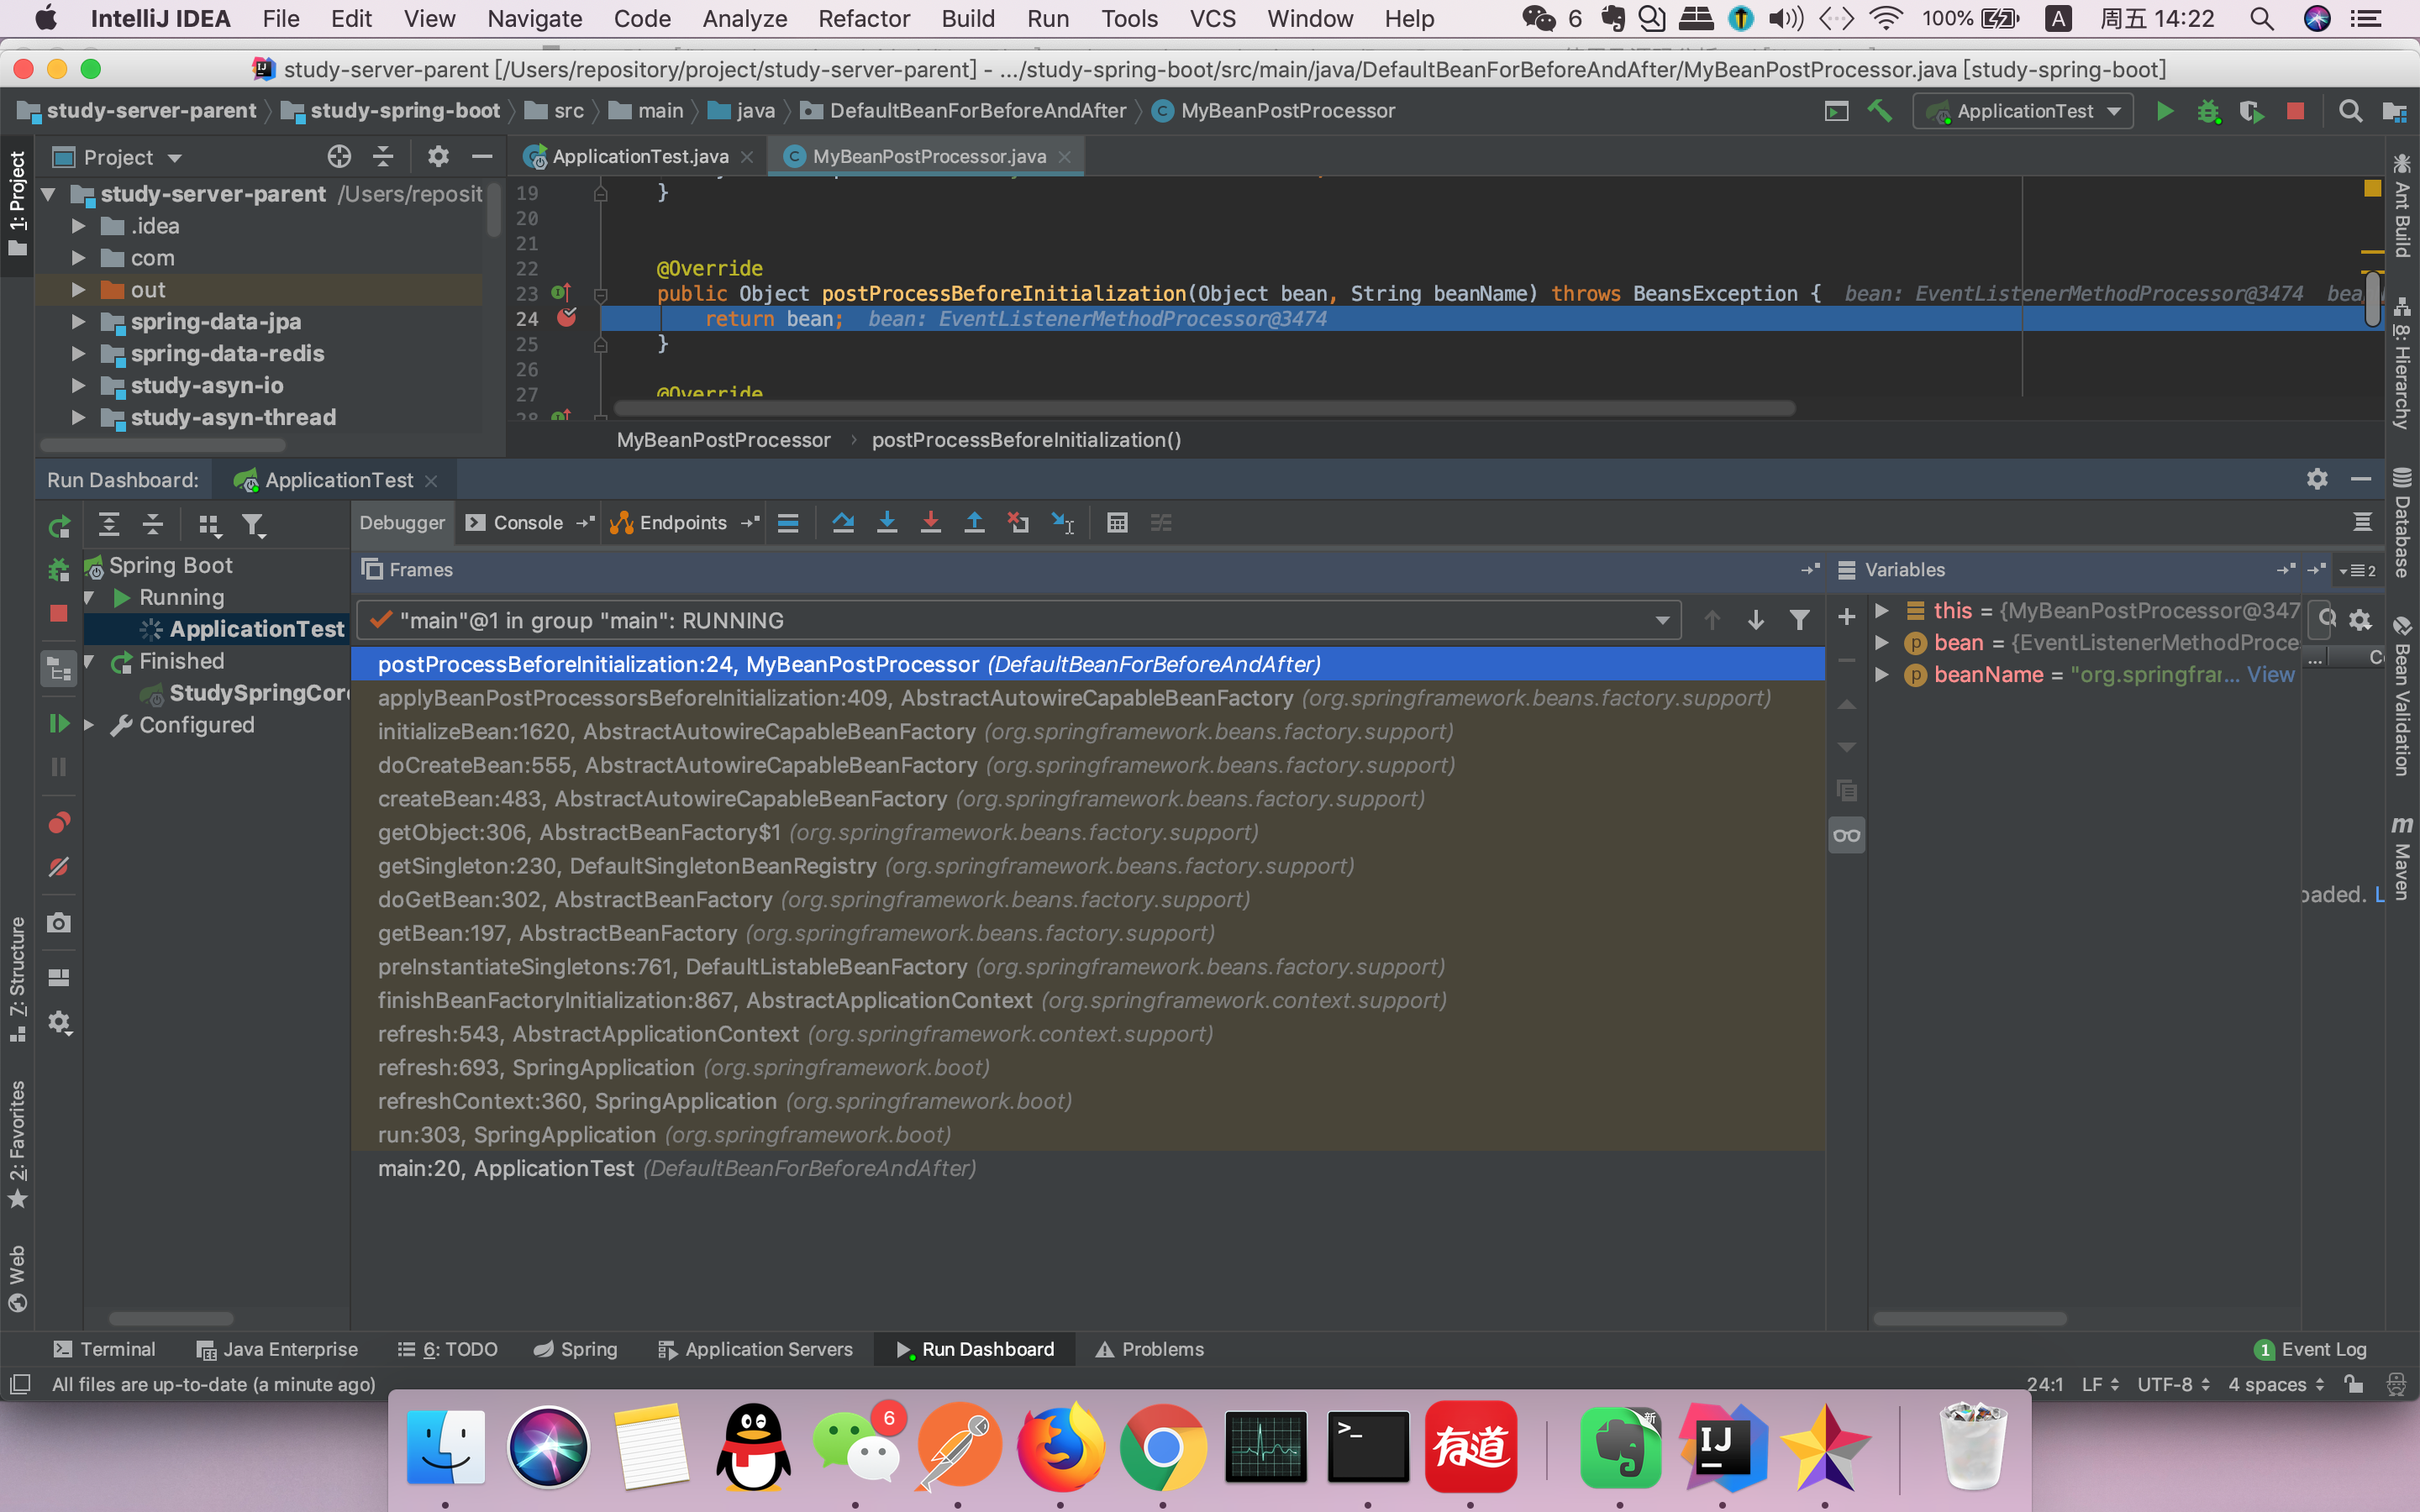 IntelliJ IDEA File Edit View Navigate Code Analyze Refactor Build Run Tools VCS Window Help 6 100% A 周五 14:22
study-server-parent [/Users/repository/project/study-server-parent] - .../study-spring-boot/src/main/java/DefaultBeanForBeforeAndAfter/MyBeanPostProcessor.java [study-spring-boot]
study-server-parent study-spring-boot src main java DefaultBeanForBeforeAndAfter MyBeanPostProcessor ApplicationTest
1: Project
Project
study-server-parent /Users/reposit
.idea
com
out
spring-data-jpa
spring-data-redis
study-asyn-io
study-asyn-thread
ApplicationTest.java MyBeanPostProcessor.java
19 }
20
21
22 @Override
23 public Object postProcessBeforeInitialization(Object bean, String beanName) throws BeansException { bean: EventListenerMethodProcessor@3474 bea
24 return bean; bean: EventListenerMethodProcessor@3474
25 }
26
27 @Override
28
MyBeanPostProcessor › postProcessBeforeInitialization()
Run Dashboard: ApplicationTest
Debugger Console Endpoints
Spring Boot
Running
ApplicationTest
Finished
StudySpringCor
Configured
Frames
"main"@1 in group "main": RUNNING
postProcessBeforeInitialization:24, MyBeanPostProcessor (DefaultBeanForBeforeAndAfter)
applyBeanPostProcessorsBeforeInitialization:409, AbstractAutowireCapableBeanFactory (org.springframework.beans.factory.support)
initializeBean:1620, AbstractAutowireCapableBeanFactory (org.springframework.beans.factory.support)
doCreateBean:555, AbstractAutowireCapableBeanFactory (org.springframework.beans.factory.support)
createBean:483, AbstractAutowireCapableBeanFactory (org.springframework.beans.factory.support)
getObject:306, AbstractBeanFactory$1 (org.springframework.beans.factory.support)
getSingleton:230, DefaultSingletonBeanRegistry (org.springframework.beans.factory.support)
doGetBean:302, AbstractBeanFactory (org.springframework.beans.factory.support)
getBean:197, AbstractBeanFactory (org.springframework.beans.factory.support)
preInstantiateSingletons:761, DefaultListableBeanFactory (org.springframework.beans.factory.support)
finishBeanFactoryInitialization:867, AbstractApplicationContext (org.springframework.context.support)
refresh:543, AbstractApplicationContext (org.springframework.context.support)
refresh:693, SpringApplication (org.springframework.boot)
refreshContext:360, SpringApplication (org.springframework.boot)
run:303, SpringApplication (org.springframework.boot)
main:20, ApplicationTest (DefaultBeanForBeforeAndAfter)
Variables 2
this = {MyBeanPostProcessor@347
bean = {EventListenerMethodProce
beanName = "org.springfrar... View
... C
oaded. L
Ant Build
8: Hierarchy
Database
Bean Validation
Maven
7: Structure
2: Favorites
Web
Terminal Java Enterprise 6: TODO Spring Application Servers Run Dashboard Problems 1 Event Log
All files are up-to-date (a minute ago) 24:1 LF UTF-8 4 spaces
6
>_
有道
新
IJ